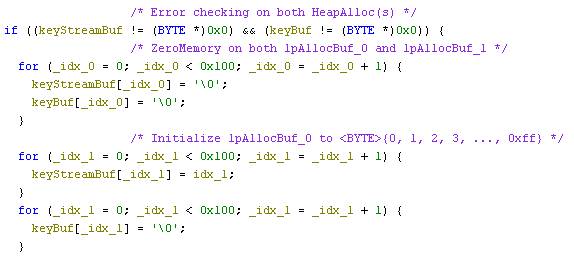 /* Error checking on both HeapAlloc(s) */
if ((keyStreamBuf != (BYTE *)0x0) && (keyBuf != (BYTE *)0x0)) {
/* ZeroMemory on both lpAllocBuf_0 and lpAllocBuf_1 */
for (_idx_0 = 0; _idx_0 < 0x100; _idx_0 = _idx_0 + 1) {
keyStreamBuf[_idx_0] = '\0';
keyBuf[_idx_0] = '\0';
}
/* Initialize lpAllocBuf_0 to <BYTE>{0, 1, 2, 3, ..., 0xff} */
for (_idx_1 = 0; _idx_1 < 0x100; _idx_1 = _idx_1 + 1) {
keyStreamBuf[_idx_1] = idx_1;
}
for (_idx_1 = 0; _idx_1 < 0x100; _idx_1 = _idx_1 + 1) {
keyBuf[_idx_1] = '\0';
}